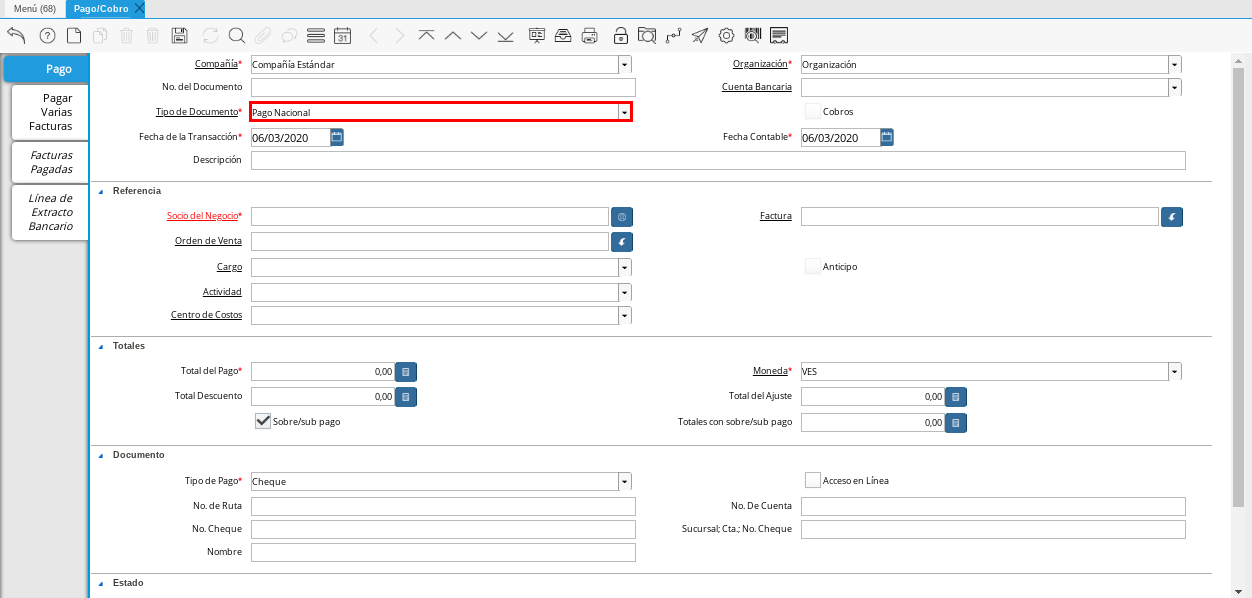 Menú (68)
Pago/Cobro
31
Pago
Pagar
Varias
Facturas
Facturas
Pagadas
Línea de
Extracto
Bancario
Compañía* Compañía Estándar Organización* Organización
No. del Documento Cuenta Bancaria
Tipo de Documento* Pago Nacional Cobros
Fecha de la Transacción* 06/03/2020 Fecha Contable* 06/03/2020
Descripción
Referencia
Socio del Negocio* Factura
Orden de Venta
Cargo Anticipo
Actividad
Centro de Costos
Totales
Total del Pago* 0,00 Moneda* VES
Total Descuento 0,00 Total del Ajuste 0,00
Sobre/sub pago Totales con sobre/sub pago 0,00
Documento
Tipo de Pago* Cheque Acceso en Línea
No. de Ruta No. De Cuenta
No. Cheque Sucursal; Cta.; No. Cheque
Nombre
Estado